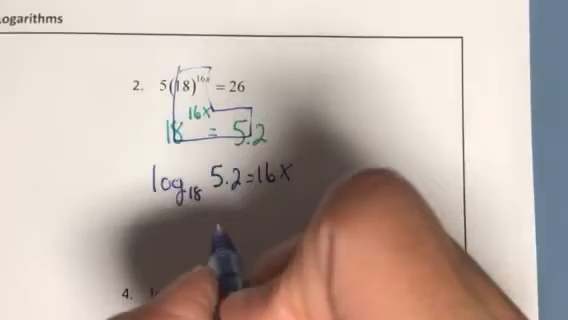 Logarithms
2. 5(18)^16x = 26
18^16x = 5.2
log₁₈ 5.2 = 16x
4.